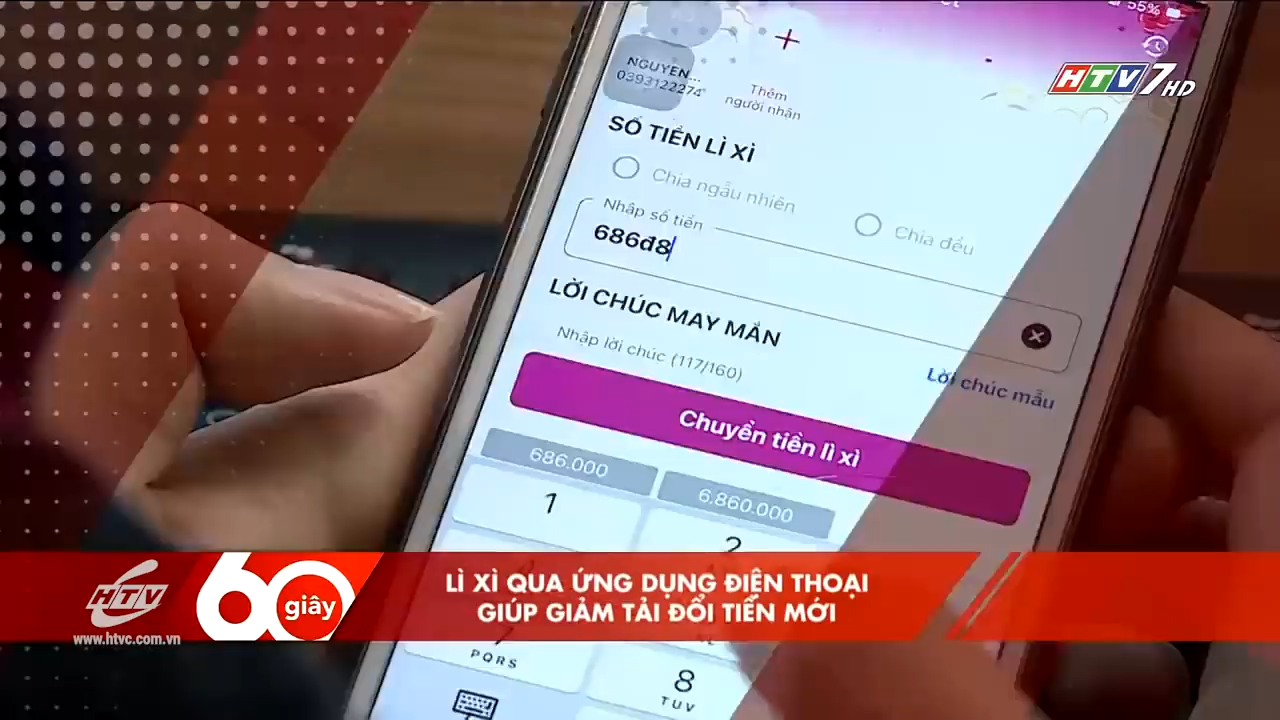 55%
HTV7 HD
NGUYEN...
0393122274
Thêm
người nhận
SỐ TIỀN LÌ XÌ
Chia ngẫu nhiên
Chia đều
Nhập số tiền
686đ8
LỜI CHÚC MAY MẮN
Nhập lời chúc (117/160)
Lời chúc mẫu
Chuyển tiền lì xì
686.000
6.860.000
1
2
HTV
www.htvc.com.vn
60 giây
LÌ XÌ QUA ỨNG DỤNG ĐIỆN THOẠI
GIÚP GIẢM TẢI ĐỔI TIỀN MỚI
PQRS
8
TUV